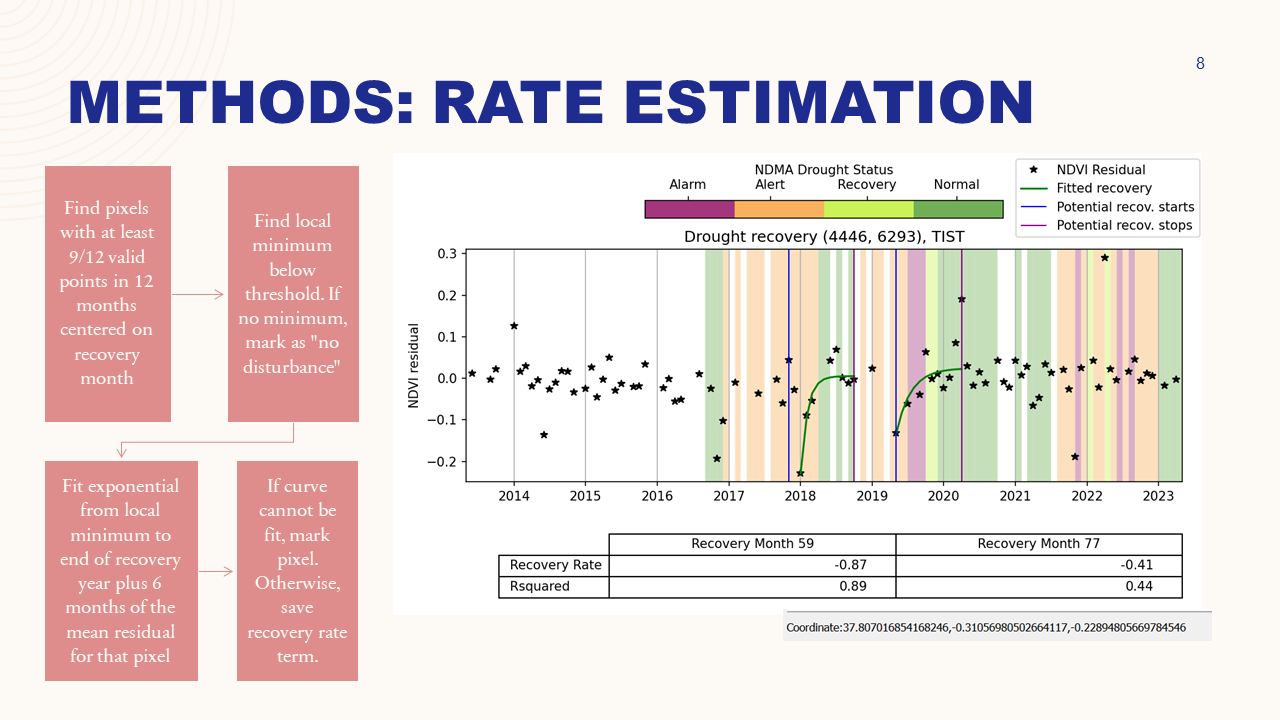 8
METHODS: RATE ESTIMATION
Find pixels
with at least
9/12 valid
points in 12
months
centered on
recovery
month
Find local
minimum
below
threshold. If
no minimum,
mark as "no
disturbance"
Fit exponential
from local
minimum to
end of recovery
year plus 6
months of the
mean residual
for that pixel
If curve
cannot be
fit, mark
pixel.
Otherwise,
save
recovery rate
term.
NDMA Drought Status
Alarm Alert Recovery Normal
NDVI Residual
Fitted recovery
Potential recov. starts
Potential recov. stops
Drought recovery (4446, 6293), TIST
NDVI residual
0.3
0.2
0.1
0.0
−0.1
−0.2
2014 2015 2016 2017 2018 2019 2020 2021 2022 2023
Recovery Month 59 Recovery Month 77
Recovery Rate -0.87 -0.41
Rsquared 0.89 0.44
Coordinate:37.807016854168246,-0.31056980502664117,-0.22894805669784546